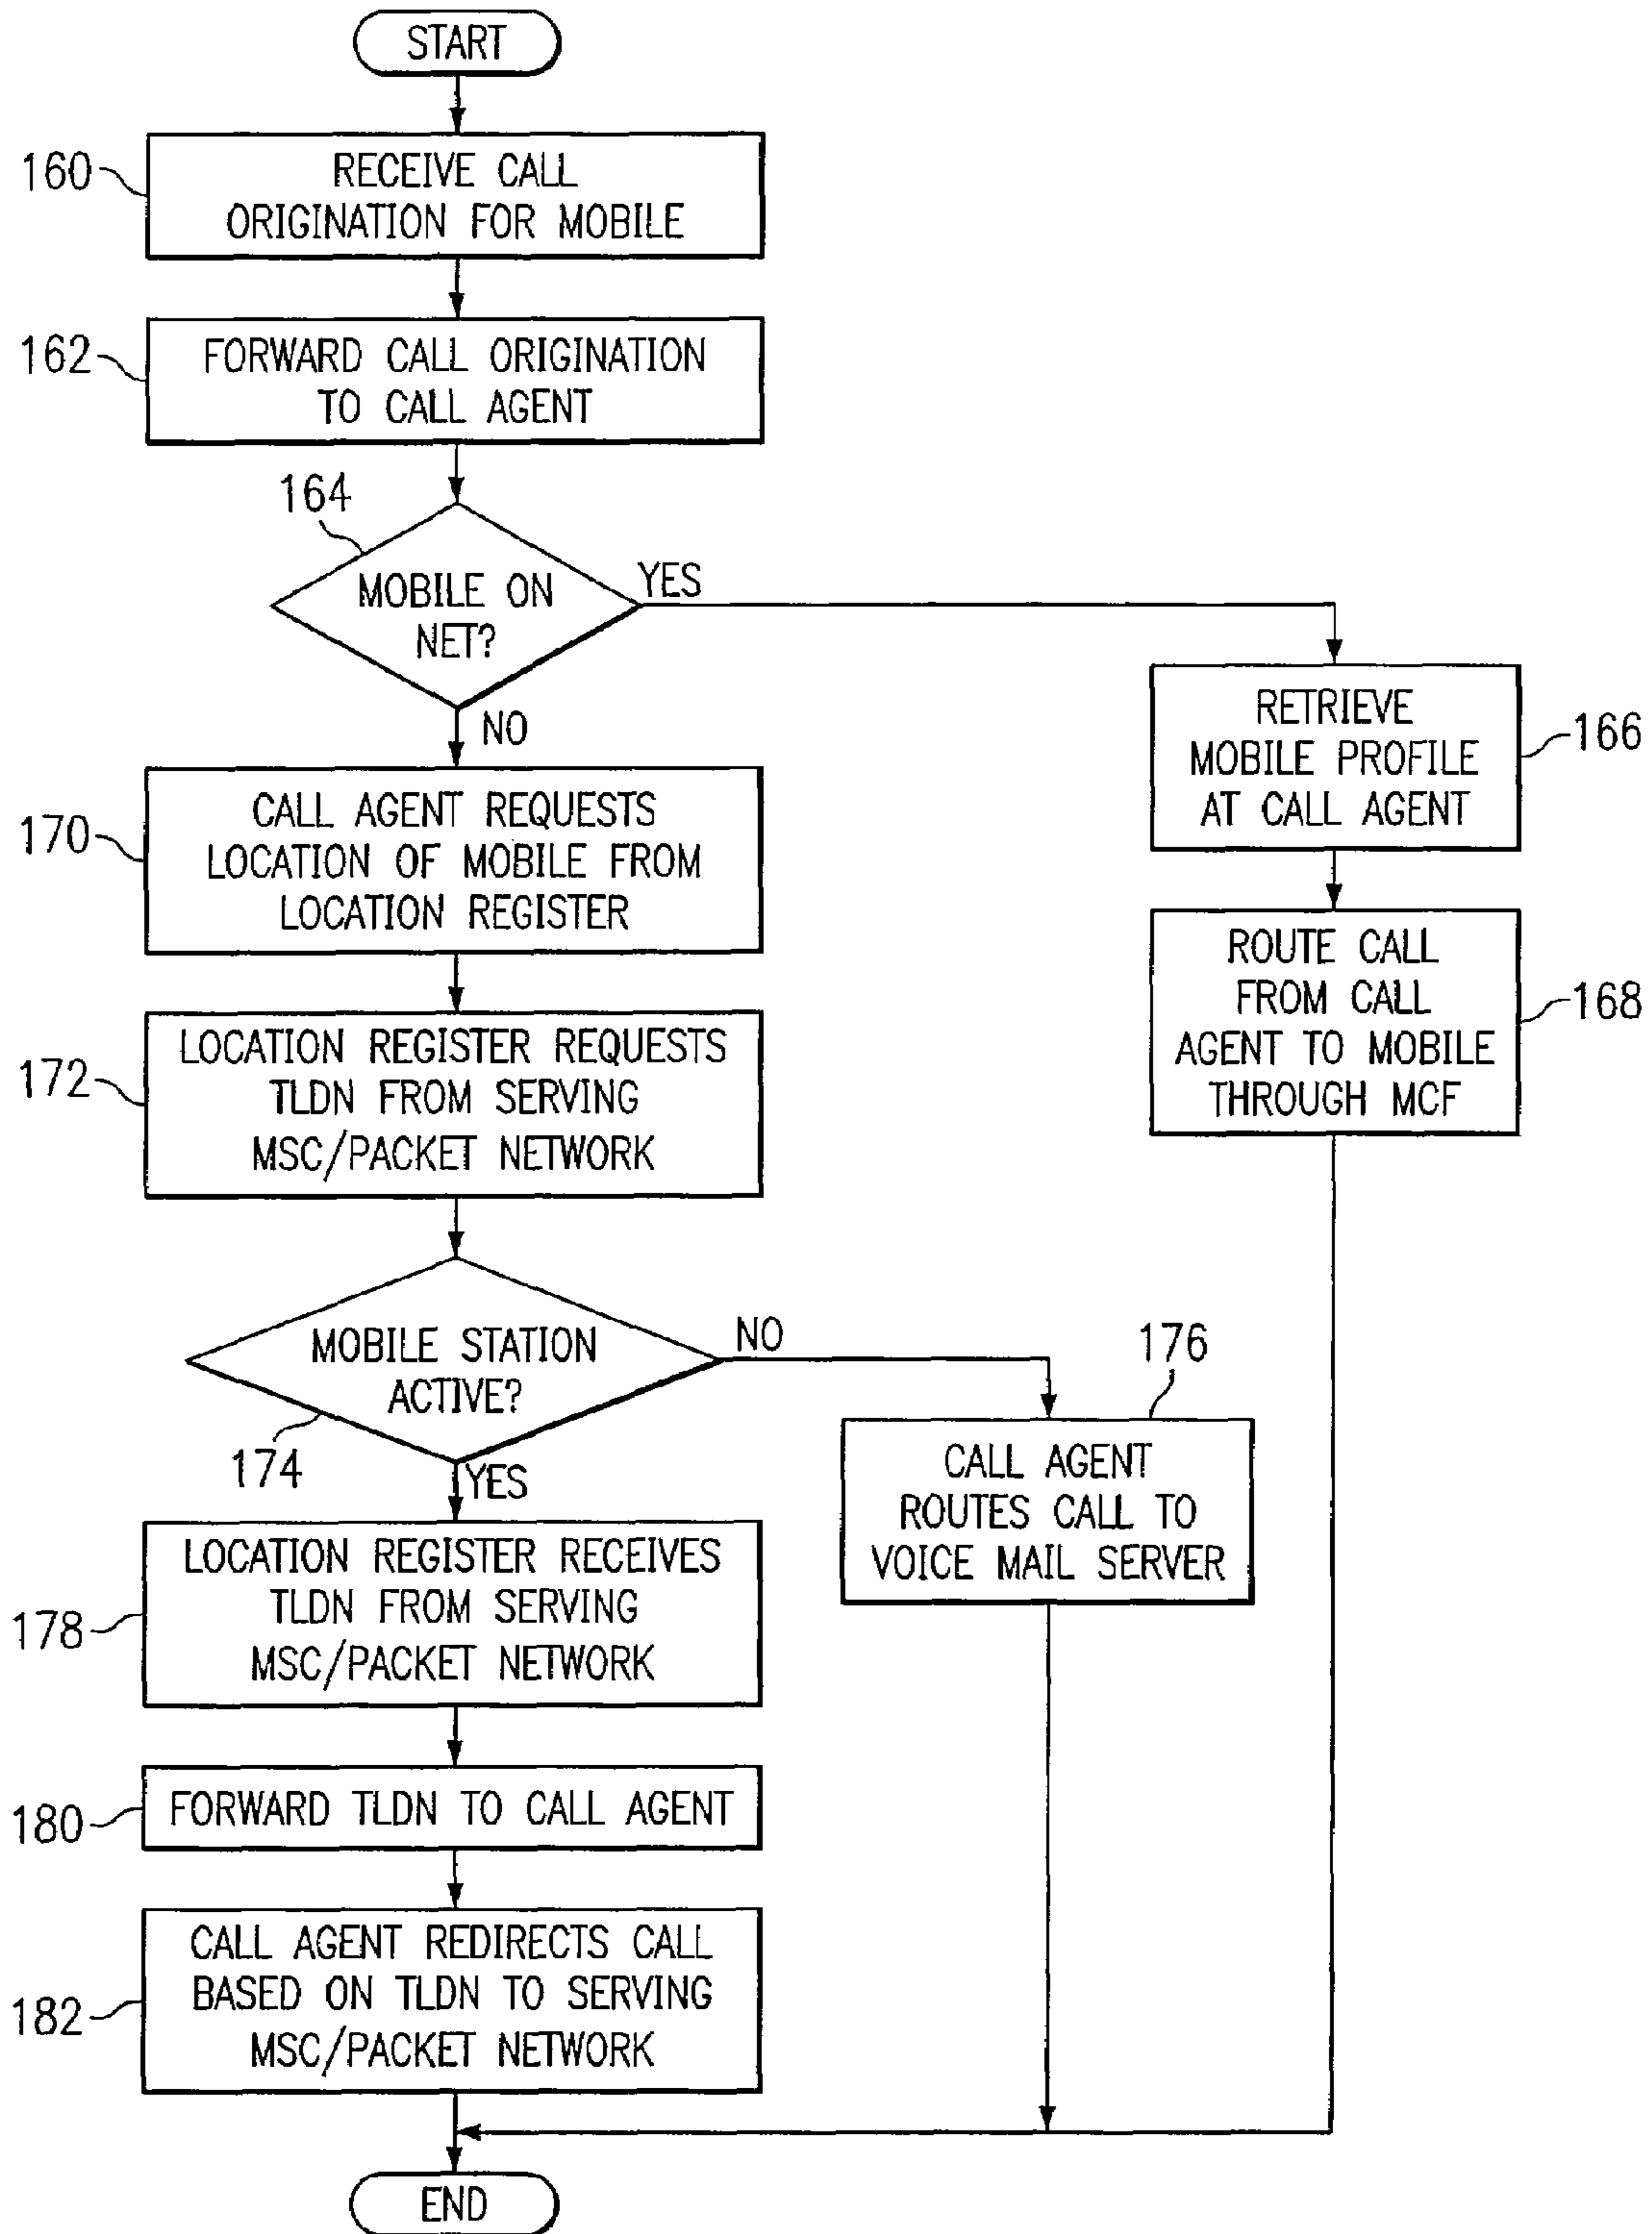 START
160
RECEIVE CALL
ORIGINATION FOR MOBILE
162
FORWARD CALL ORIGINATION
TO CALL AGENT
164
MOBILE ON
NET?
YES
NO
166
RETRIEVE
MOBILE PROFILE
AT CALL AGENT
168
ROUTE CALL
FROM CALL
AGENT TO MOBILE
THROUGH MCF
170
CALL AGENT REQUESTS
LOCATION OF MOBILE FROM
LOCATION REGISTER
172
LOCATION REGISTER REQUESTS
TLDN FROM SERVING
MSC/PACKET NETWORK
174
MOBILE STATION
ACTIVE?
NO
YES
176
CALL AGENT
ROUTES CALL TO
VOICE MAIL SERVER
178
LOCATION REGISTER RECEIVES
TLDN FROM SERVING
MSC/PACKET NETWORK
180
FORWARD TLDN TO CALL AGENT
182
CALL AGENT REDIRECTS CALL
BASED ON TLDN TO SERVING
MSC/PACKET NETWORK
END